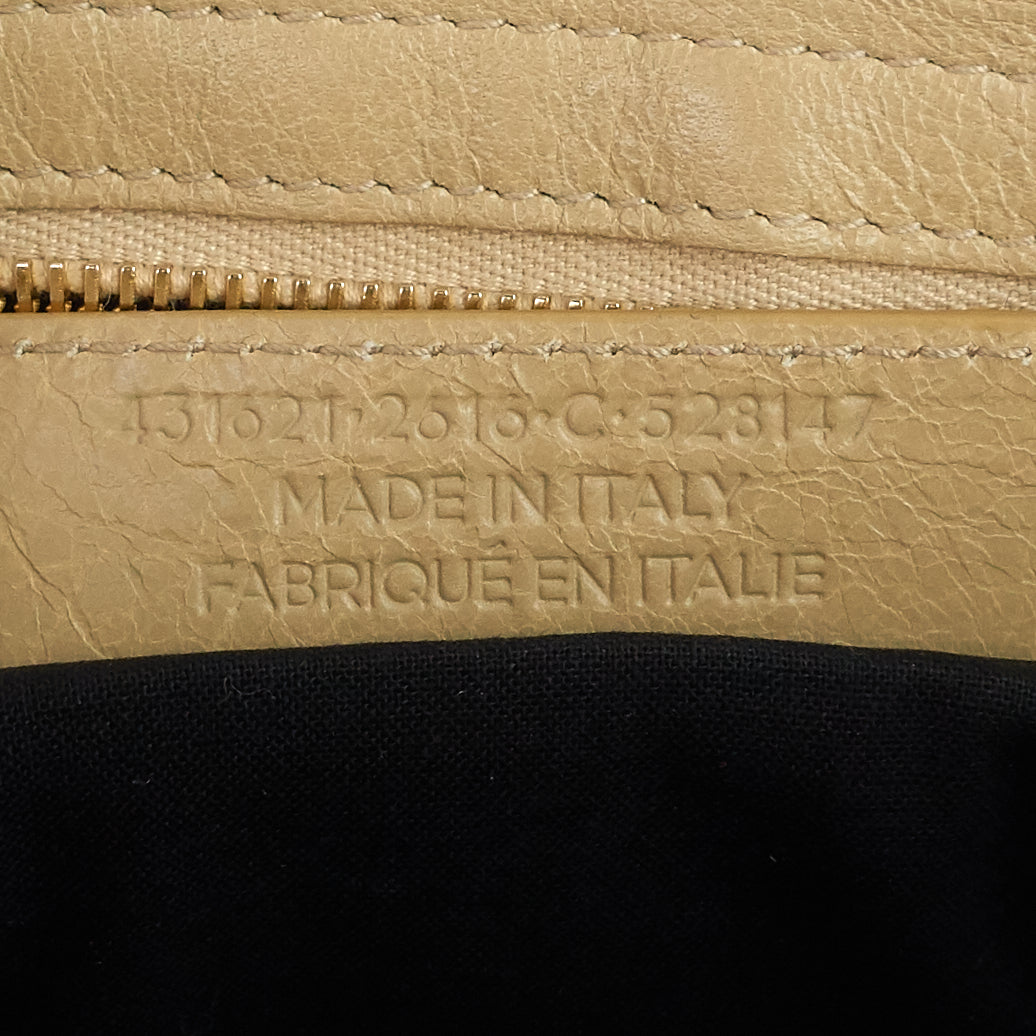 431621·2616·C·528147
MADE IN ITALY
FABRIQUÉ EN ITALIE